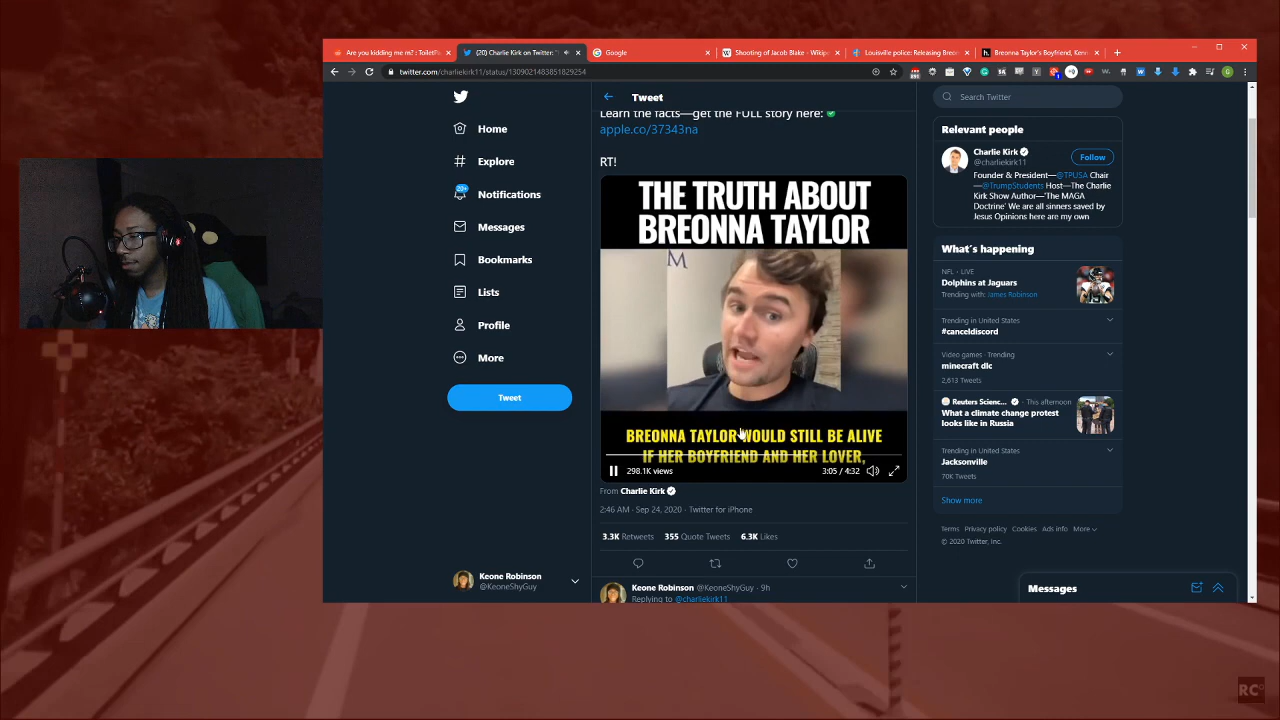 Are you kidding me rn? : ToiletPa
(20) Charlie Kirk on Twitter: "
Google
Shooting of Jacob Blake - Wikipe
Louisville police: Releasing Breon
Breonna Taylor's Boyfriend, Kenn
twitter.com/charliekirk11/status/1309021483851829254
Home
Explore
20+
Notifications
Messages
Bookmarks
Lists
Profile
More
Tweet
Keone Robinson
@KeoneShyGuy
Tweet
Learn the facts—get the FULL story here:
apple.co/37343na
RT!
THE TRUTH ABOUT
BREONNA TAYLOR
M
BREONNA TAYLOR WOULD STILL BE ALIVE
IF HER BOYFRIEND AND HER LOVER,
298.1K views
3:05 / 4:32
From Charlie Kirk
2:46 AM · Sep 24, 2020 · Twitter for iPhone
3.3K Retweets 355 Quote Tweets 6.3K Likes
Keone Robinson @KeoneShyGuy · 9h
Replying to @charliekirk11
Search Twitter
Relevant people
Charlie Kirk
@charliekirk11
Follow
Founder & President—@TPUSA Chair
—@TrumpStudents Host—The Charlie
Kirk Show Author—'The MAGA
Doctrine' We are all sinners saved by
Jesus Opinions here are my own
What's happening
NFL · LIVE
Dolphins at Jaguars
Trending with: James Robinson
Trending in United States
#canceldiscord
Video games · Trending
minecraft dlc
2,613 Tweets
Reuters Scienc... · This afternoon
What a climate change protest
looks like in Russia
Trending in United States
Jacksonville
70K Tweets
Show more
Terms Privacy policy Cookies Ads info More
© 2020 Twitter, Inc.
Messages
RC